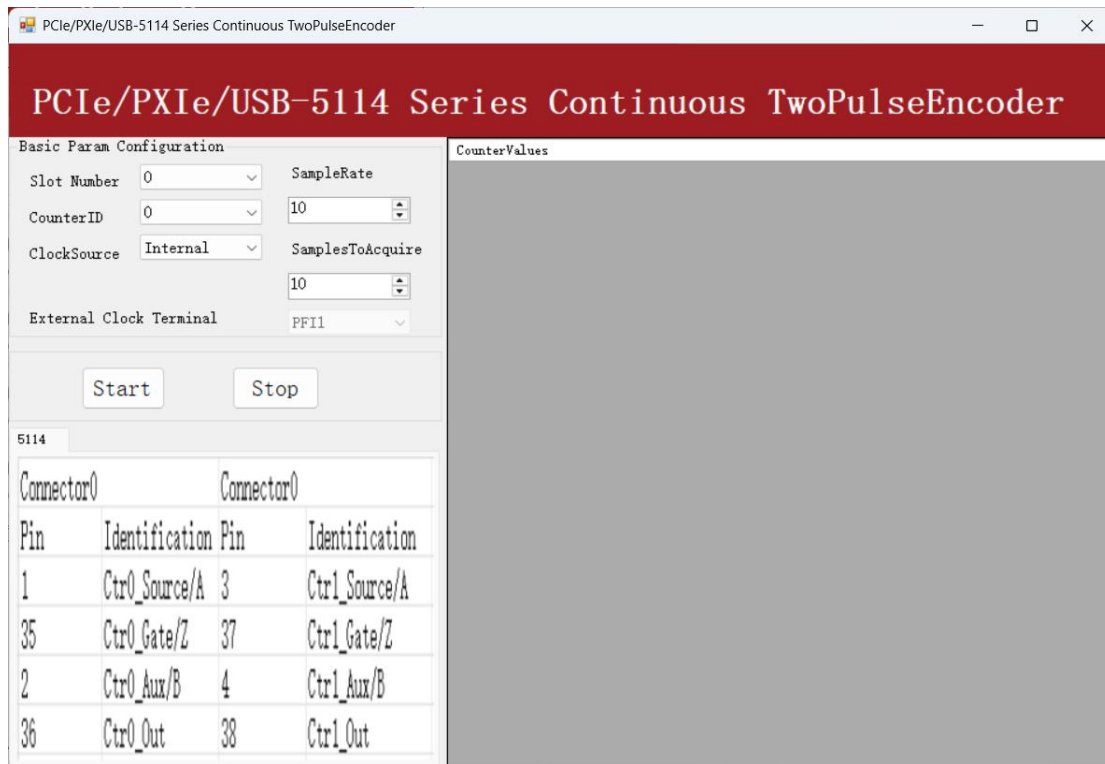 PCIe/PXIe/USB-5114 Series Continuous TwoPulseEncoder
PCIe/PXIe/USB-5114 Series Continuous TwoPulseEncoder
Basic Param Configuration
Slot Number 0
SampleRate
CounterID 0
10
ClockSource Internal
SamplesToAcquire
10
External Clock Terminal PFI1
Start Stop
5114
Connector0 Connector0
Pin Identification Pin Identification
1 Ctr0_Source/A 3 Ctr1_Source/A
35 Ctr0_Gate/Z 37 Ctr1_Gate/Z
2 Ctr0_Aux/B 4 Ctr1_Aux/B
36 Ctr0_Out 38 Ctr1_Out
CounterValues